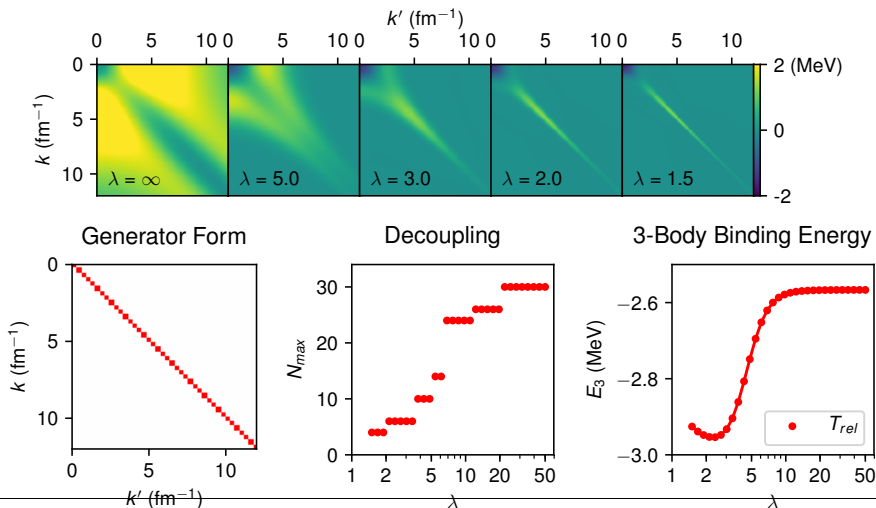 k′ (fm⁻¹)
0 5 10 0 5 10 0 5 10 0 5 10 0 5 10
0
5
10
k (fm⁻¹)
λ = ∞
λ = 5.0
λ = 3.0
λ = 2.0
λ = 1.5
2 (MeV)
0
-2
Generator Form
0
5
10
k (fm⁻¹)
0 5 10
k′ (fm⁻¹)
Decoupling
30
20
10
0
N_max
1 2 5 10 20 50
λ
3-Body Binding Energy
−2.6
−2.8
−3.0
E₃ (MeV)
T_rel
1 2 5 10 20 50
λ